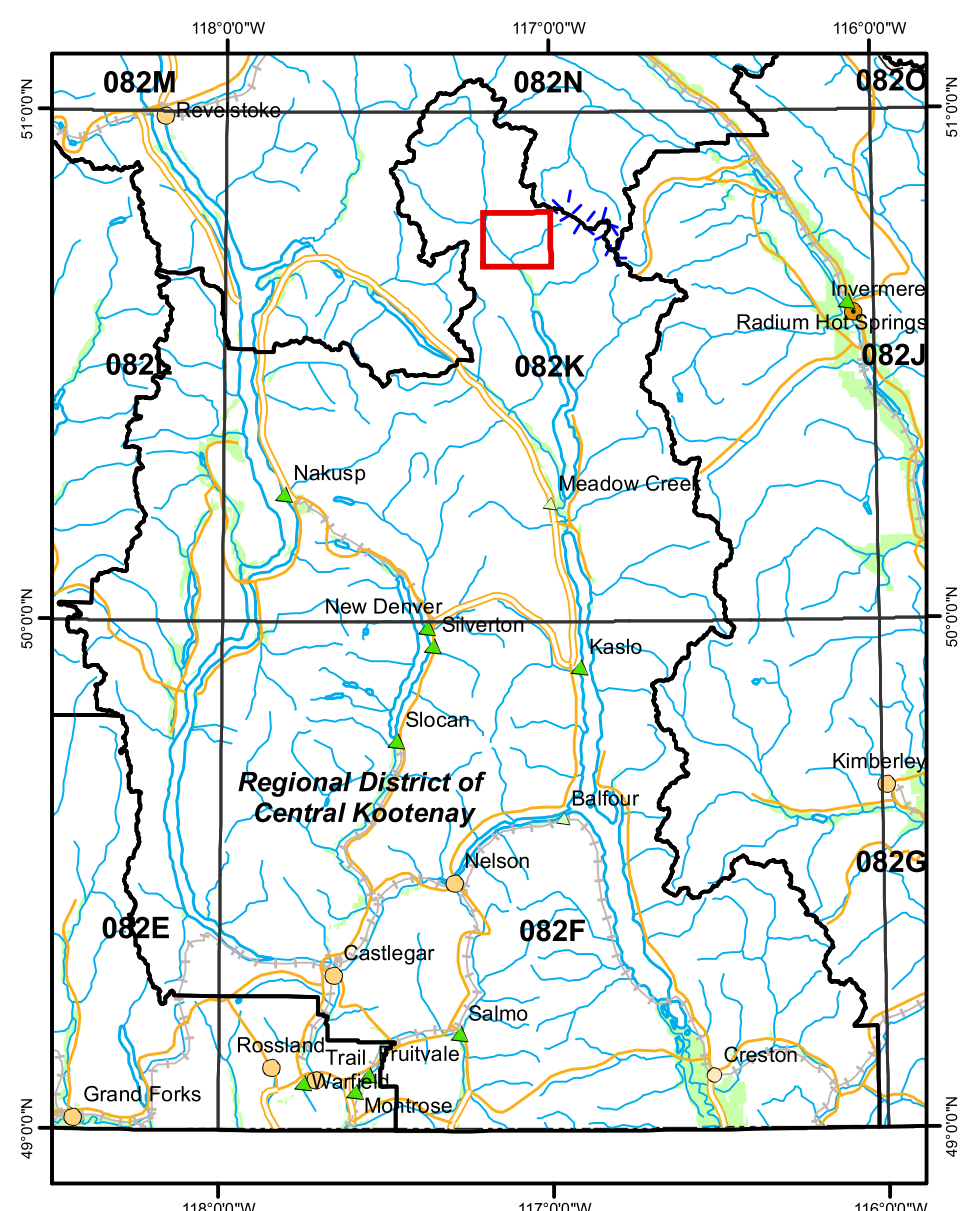 118°0'0"W 117°0'0"W 116°0'0"W
082M 082N 082O
51°0'0"N 51°0'0"N
Revelstoke
Invermere
Radium Hot Springs
082L 082K 082J
Nakusp
Meadow Creek
New Denver
50°0'0"N 50°0'0"N
Silverton
Kaslo
Slocan
Kimberley
Regional District of
Central Kootenay
Balfour
Nelson
082G
082E 082F
Castlegar
Salmo
Rossland Trail Fruitvale
Creston
Warfield
Grand Forks
Montrose
49°0'0"N 49°0'0"N
118°0'0"W 117°0'0"W 116°0'0"W